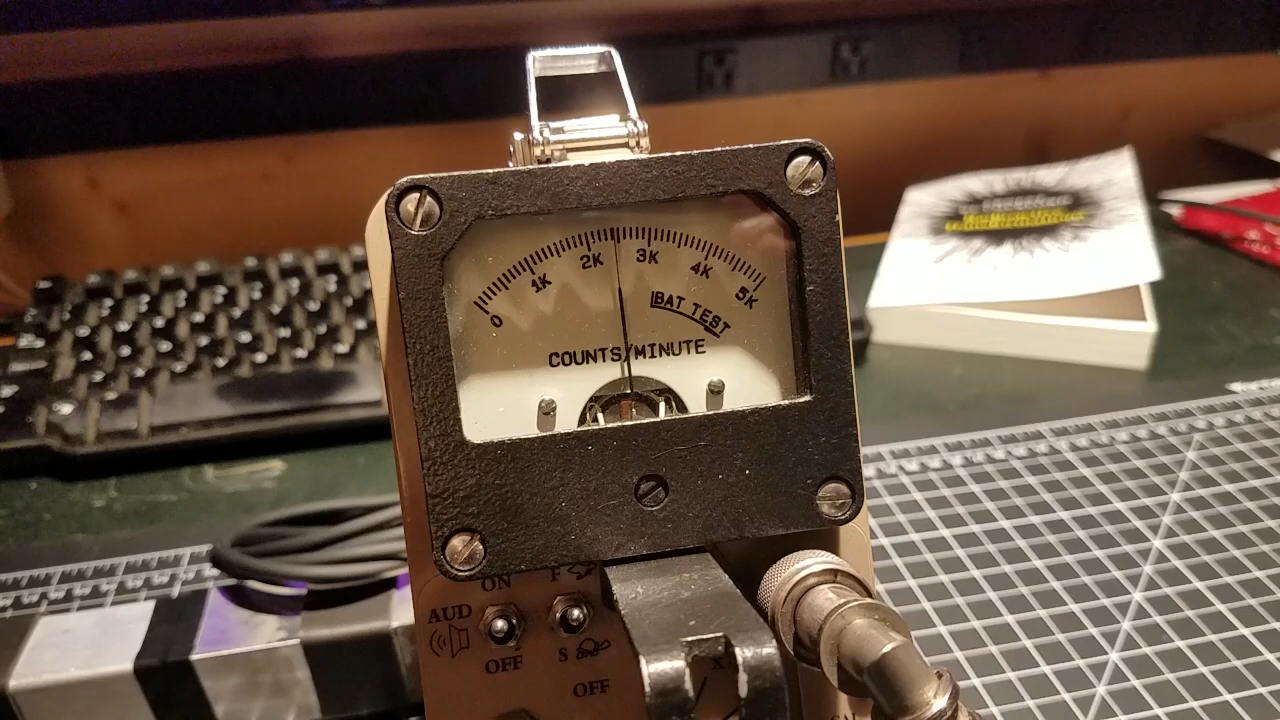 0 1K 2K 3K 4K 5K
BAT TEST
COUNTS/MINUTE
ON F
AUD
OFF S
OFF
X